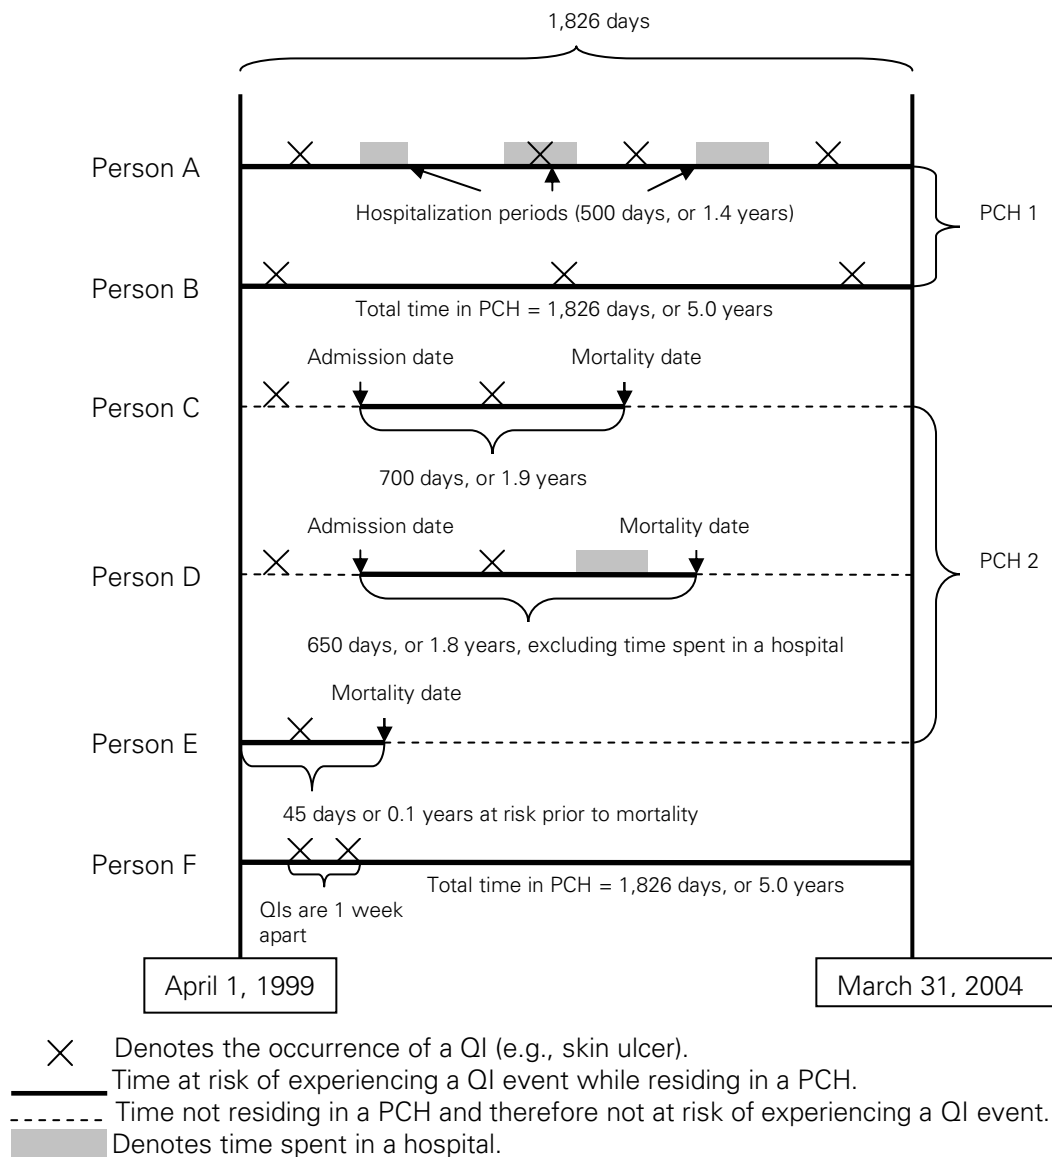 1,826 days
Person A
Hospitalization periods (500 days, or 1.4 years)
PCH 1
Person B
Total time in PCH = 1,826 days, or 5.0 years
Admission date
Mortality date
Person C
700 days, or 1.9 years
Admission date
Mortality date
Person D
PCH 2
650 days, or 1.8 years, excluding time spent in a hospital
Mortality date
Person E
45 days or 0.1 years at risk prior to mortality
Person F
Total time in PCH = 1,826 days, or 5.0 years
QIs are 1 week
apart
April 1, 1999
March 31, 2004
Denotes the occurrence of a QI (e.g., skin ulcer).
Time at risk of experiencing a QI event while residing in a PCH.
Time not residing in a PCH and therefore not at risk of experiencing a QI event.
Denotes time spent in a hospital.